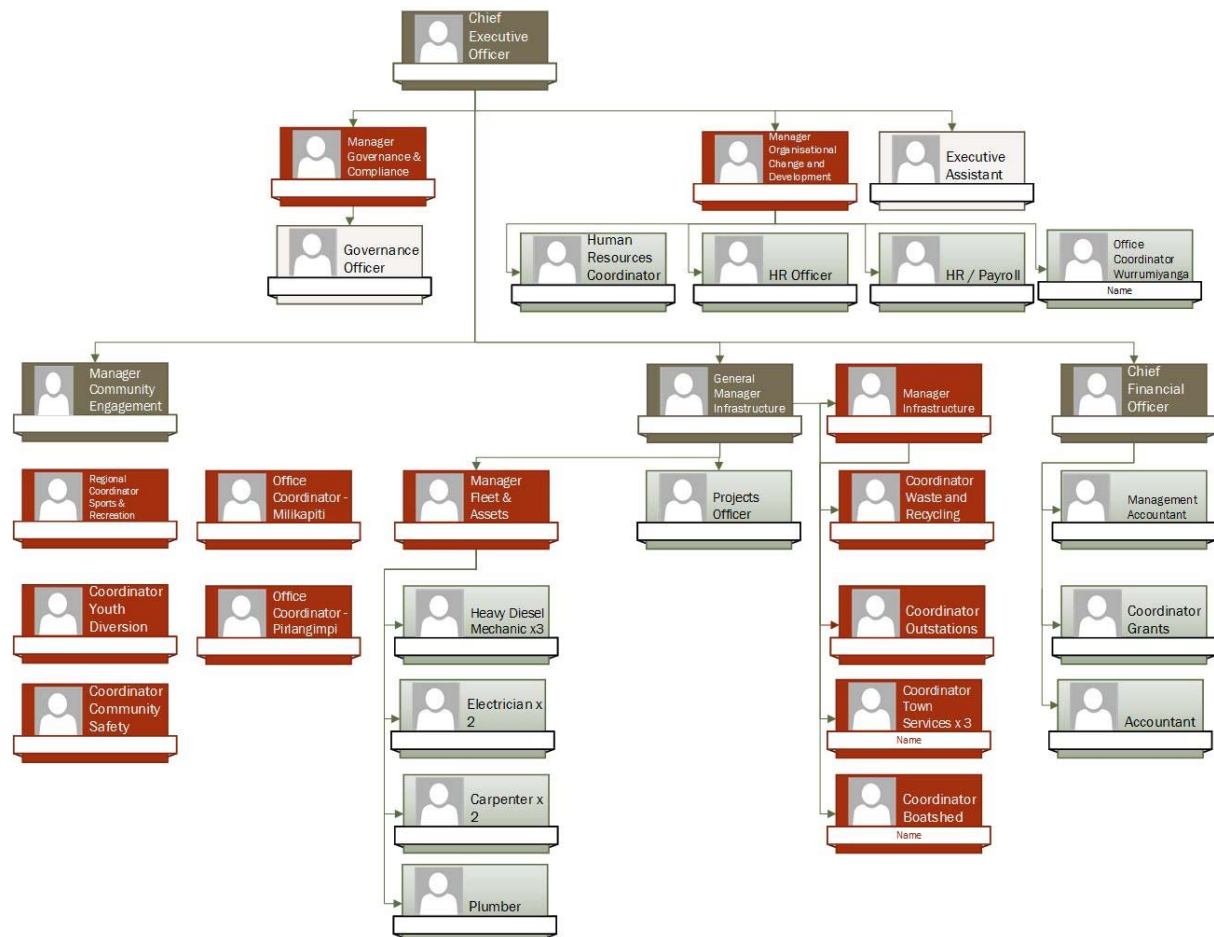 Chief
Executive
Officer
Manager
Governance &
Compliance
Manager
Organisational
Change and
Development
Executive
Assistant
Governance
Officer
Human
Resources
Coordinator
HR Officer
HR / Payroll
Office
Coordinator
Wurrumiyanga
Name
Manager
Community
Engagement
General
Manager
Infrastructure
Manager
Infrastructure
Chief
Financial
Officer
Regional
Coordinator
Sports &
Recreation
Office
Coordinator -
Milikapiti
Manager
Fleet &
Assets
Projects
Officer
Coordinator
Waste and
Recycling
Management
Accountant
Coordinator
Youth
Diversion
Office
Coordinator -
Pirlangimpi
Heavy Diesel
Mechanic x3
Coordinator
Outstations
Coordinator
Grants
Coordinator
Community
Safety
Electrician x
2
Coordinator
Town
Services x 3
Name
Accountant
Carpenter x
2
Coordinator
Boatshed
Name
Plumber